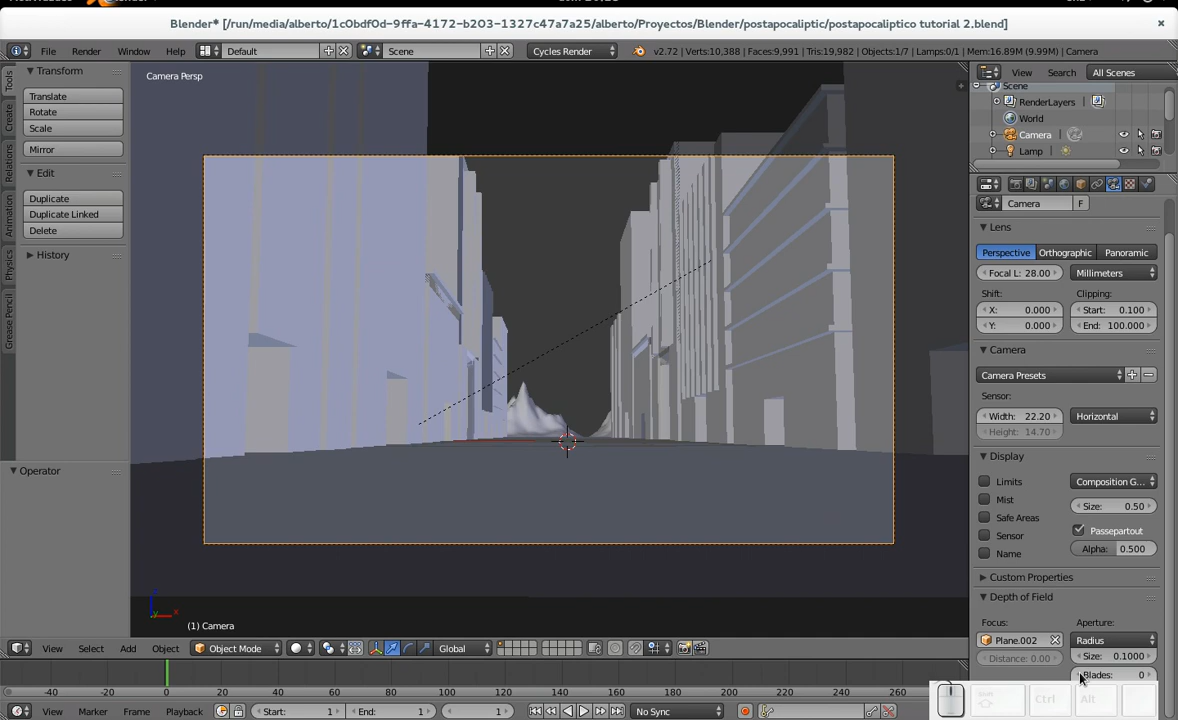 Blender* [/run/media/alberto/1c0bdf0d-9ffa-4172-b203-1327c47a7a25/alberto/Proyectos/Blender/postapocaliptic/postapocaliptico tutorial 2.blend]
File Render Window Help Default Scene Cycles Render v2.72 | Verts:10,388 | Faces:9,991 | Tris:19,982 | Objects:1/7 | Lamps:0/1 | Mem:16.89M (9.99M) | Camera
Tools
Create
Relations
Animation
Physics
Grease Pencil
Transform
Translate
Rotate
Scale
Mirror
Edit
Duplicate
Duplicate Linked
Delete
History
Operator
Camera Persp
(1) Camera
View Search All Scenes
Scene
RenderLayers
World
Camera
Lamp
Camera F
Lens
Perspective Orthographic Panoramic
Focal L: 28.00 Millimeters
Shift: Clipping:
X: 0.000 Start: 0.100
Y: 0.000 End: 100.000
Camera
Camera Presets
Sensor:
Width: 22.20 Horizontal
Height: 14.70
Display
Limits Composition G...
Mist Size: 0.50
Safe Areas
Sensor Passepartout
Name Alpha: 0.500
Custom Properties
Depth of Field
Focus: Aperture:
Plane.002 Radius
Distance: 0.00 Size: 0.1000
Blades: 0
View Select Add Object Object Mode Global
-40 -20 0 20 40 60 80 100 120 140 160 180 200 220 240 260
View Marker Frame Playback Start: 1 End: 1 1 No Sync
Shift Ctrl Alt